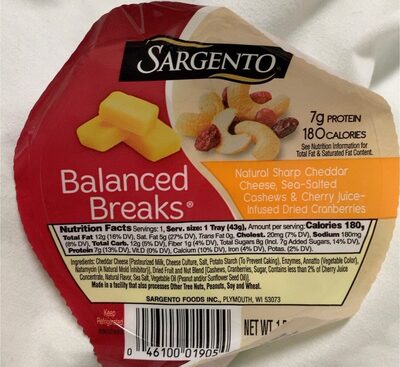 SARGENTO®
7g PROTEIN
180 CALORIES
See Nutrition Information for
Total Fat & Saturated Fat Content.
Balanced
Breaks®
Natural Sharp Cheddar
Cheese, Sea-Salted
Cashews & Cherry Juice-
Infused Dried Cranberries
Nutrition Facts Servings: 1, Serv. size: 1 Tray (43g), Amount per serving: Calories 180,
Total Fat 12g (16% DV), Sat. Fat 5g (27% DV), Trans Fat 0g, Cholest. 20mg (7% DV), Sodium 180mg
(8% DV), Total Carb. 12g (5% DV), Fiber 1g (4% DV), Total Sugars 8g (Incl. 7g Added Sugars, 14% DV),
Protein 7g (13% DV), Vit.D (0% DV), Calcium (10% DV), Iron (4% DV), Potas. (2% DV).
Ingredients: Cheddar Cheese [Pasteurized Milk, Cheese Culture, Salt, Potato Starch (To Prevent Caking), Enzymes, Annatto (Vegetable Color),
Natamycin (A Natural Mold Inhibitor)], Dried Fruit and Nut Blend [Cashews, Cranberries, Sugar, Contains less than 2% of Cherry Juice
Concentrate, Natural Flavor, Sea Salt, Vegetable Oil (Peanut and/or Sunflower Seed Oil)].
Made in a facility that also processes Other Tree Nuts, Peanuts, Soy and Wheat.
SARGENTO FOODS INC., PLYMOUTH, WI 53073
Keep
Refrigerated
NET WT 1.5
0 46100 01905